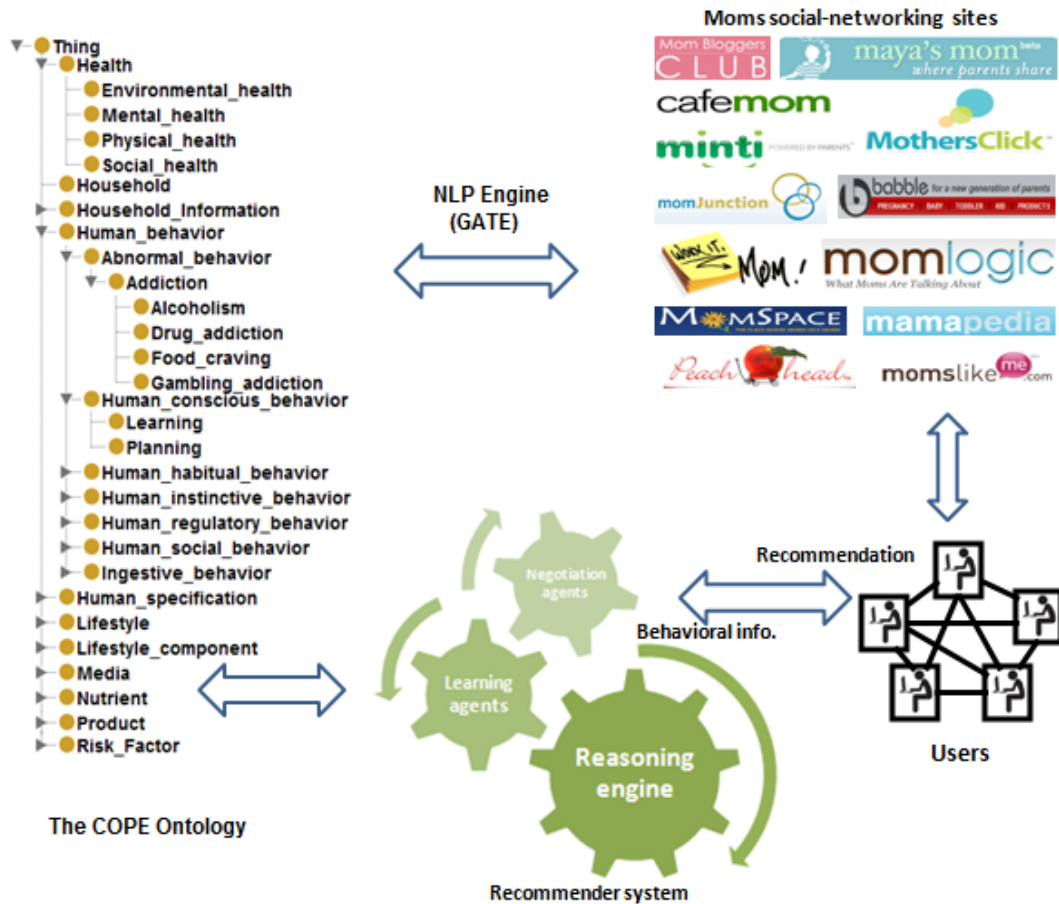 Moms social-networking sites
Thing
Health
Environmental_health
Mental_health
Physical_health
Social_health
Household
Household_Information
Human_behavior
Abnormal_behavior
Addiction
Alcoholism
Drug_addiction
Food_craving
Gambling_addiction
Human_conscious_behavior
Learning
Planning
Human_habitual_behavior
Human_instinctive_behavior
Human_regulatory_behavior
Human_social_behavior
Ingestive_behavior
Human_specification
Lifestyle
Lifestyle_component
Media
Nutrient
Product
Risk_Factor
The COPE Ontology
NLP Engine
(GATE)
Mom Bloggers
CLUB
maya's mom beta
where parents share
cafemom
minti POWERED BY PARENTS
MothersClick
momJunction
babble for a new generation of parents
PREGNANCY | BABY | TODDLER | KID | PRODUCTS
WORK IT, MOM!
momlogic
What Moms Are Talking About
MOMSPACE
mamapedia
Peach head
momslikeme.com
Negotiation
agents
Learning
agents
Reasoning
engine
Recommender system
Recommendation
Behavioral info.
Users